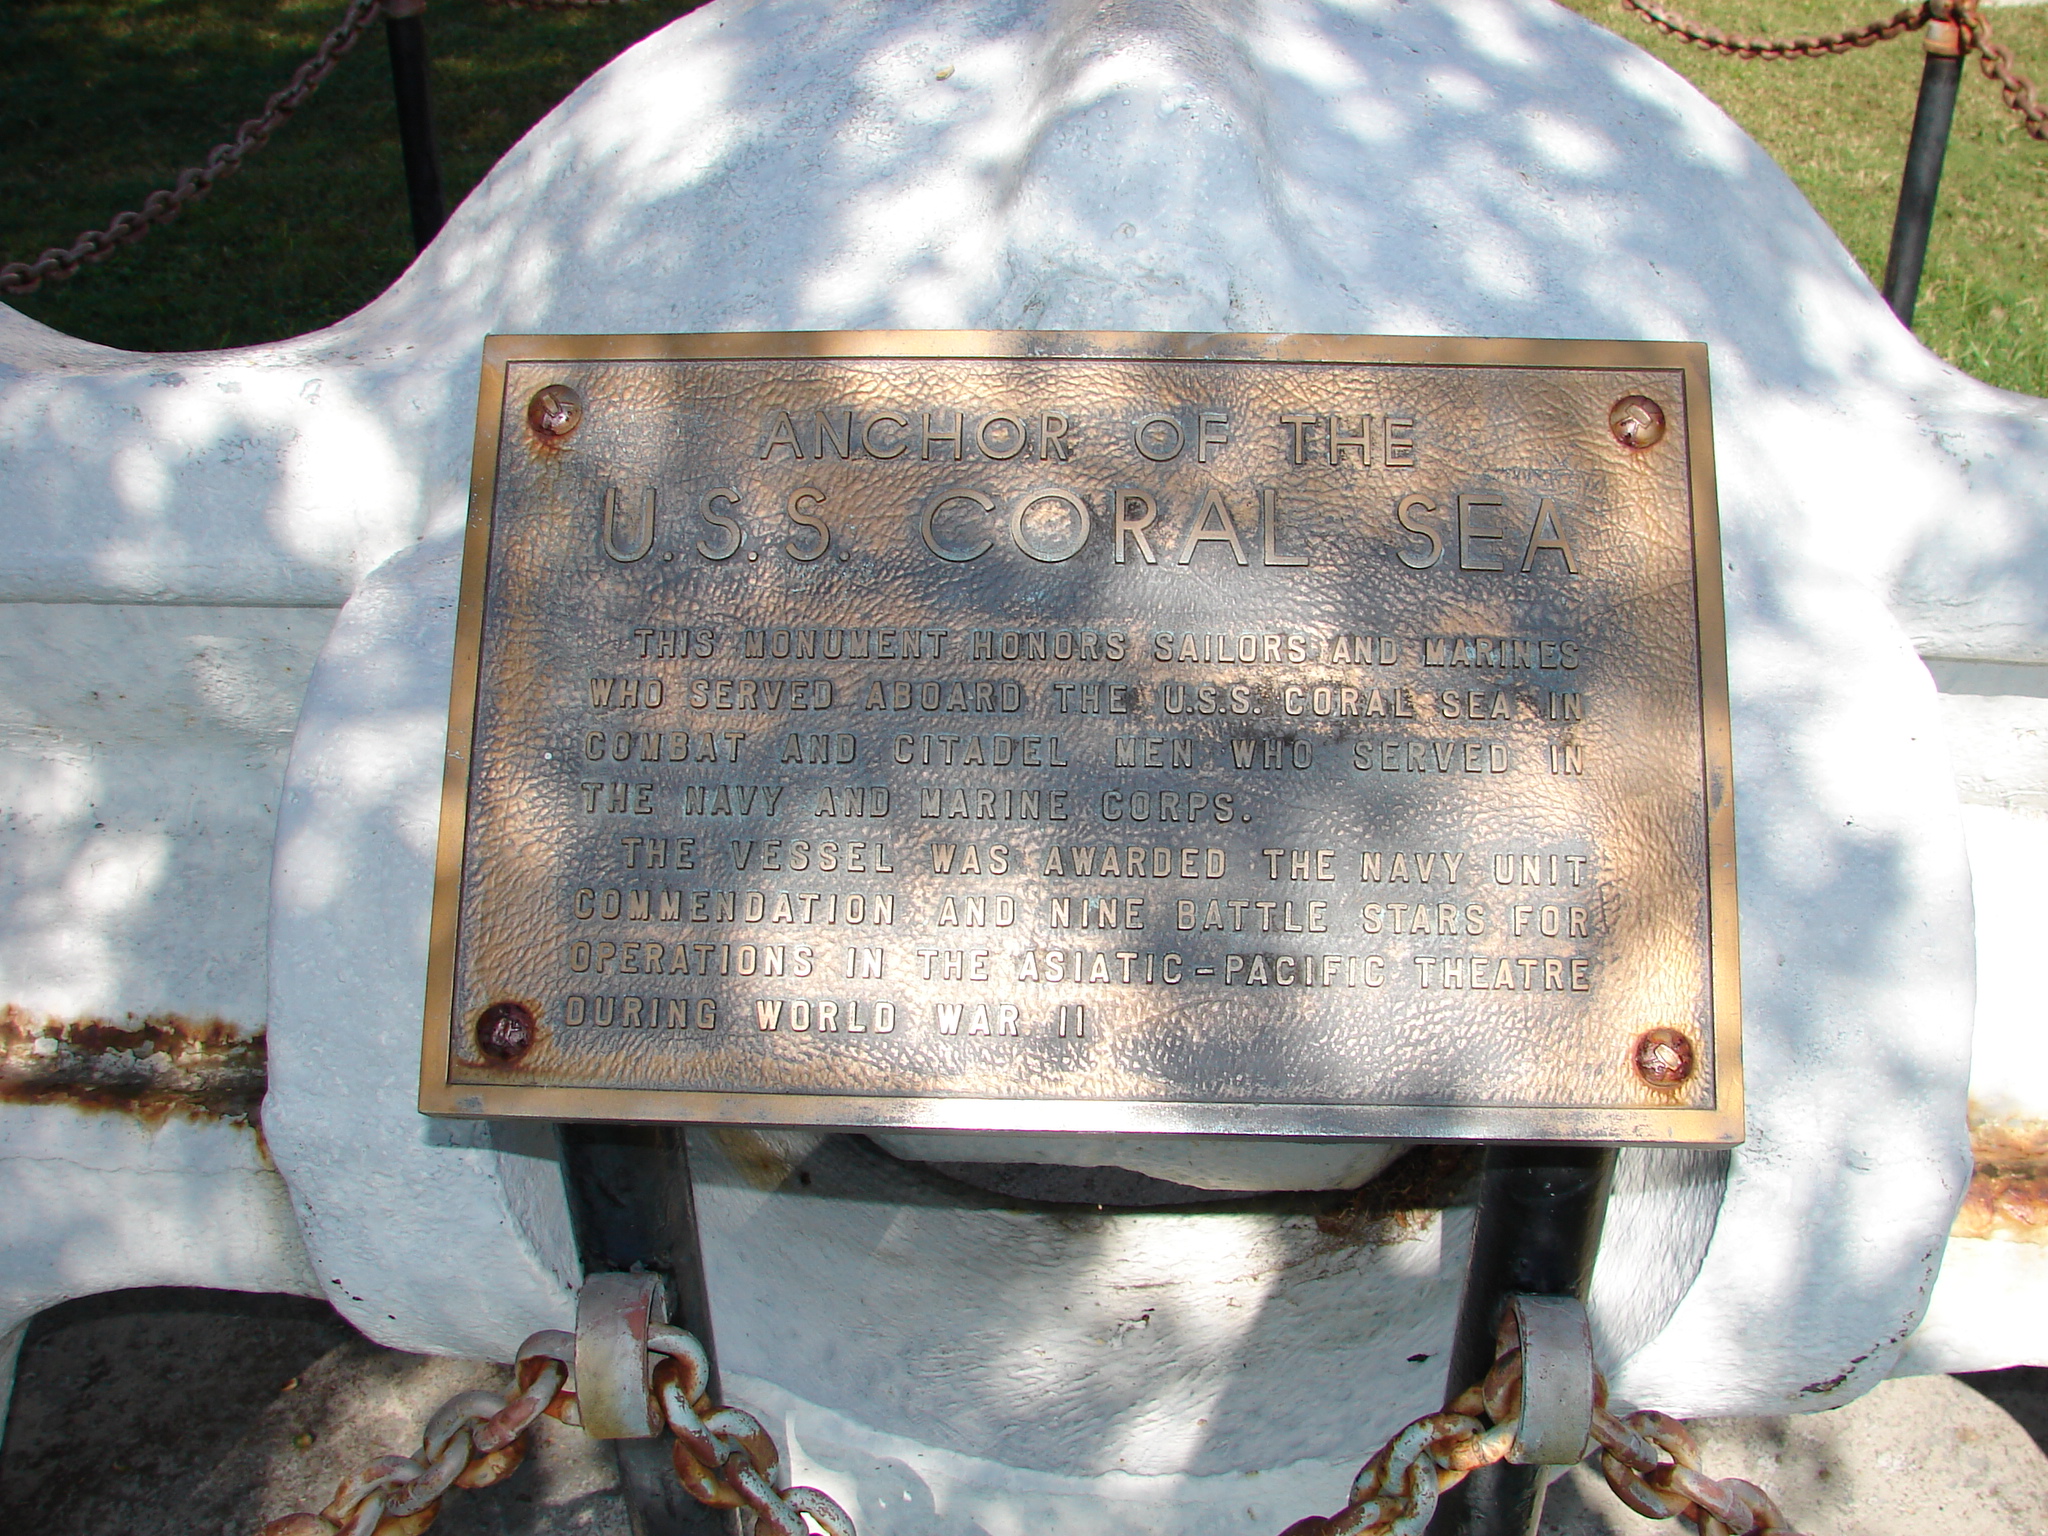 ANCHOR OF THE
U.S.S. CORAL SEA
THIS MONUMENT HONORS SAILORS AND MARINES
WHO SERVED ABOARD THE U.S.S. CORAL SEA IN
COMBAT AND CITADEL MEN WHO SERVED IN
THE NAVY AND MARINE CORPS.
THE VESSEL WAS AWARDED THE NAVY UNIT
COMMENDATION AND NINE BATTLE STARS FOR
OPERATIONS IN THE ASIATIC-PACIFIC THEATRE
DURING WORLD WAR II